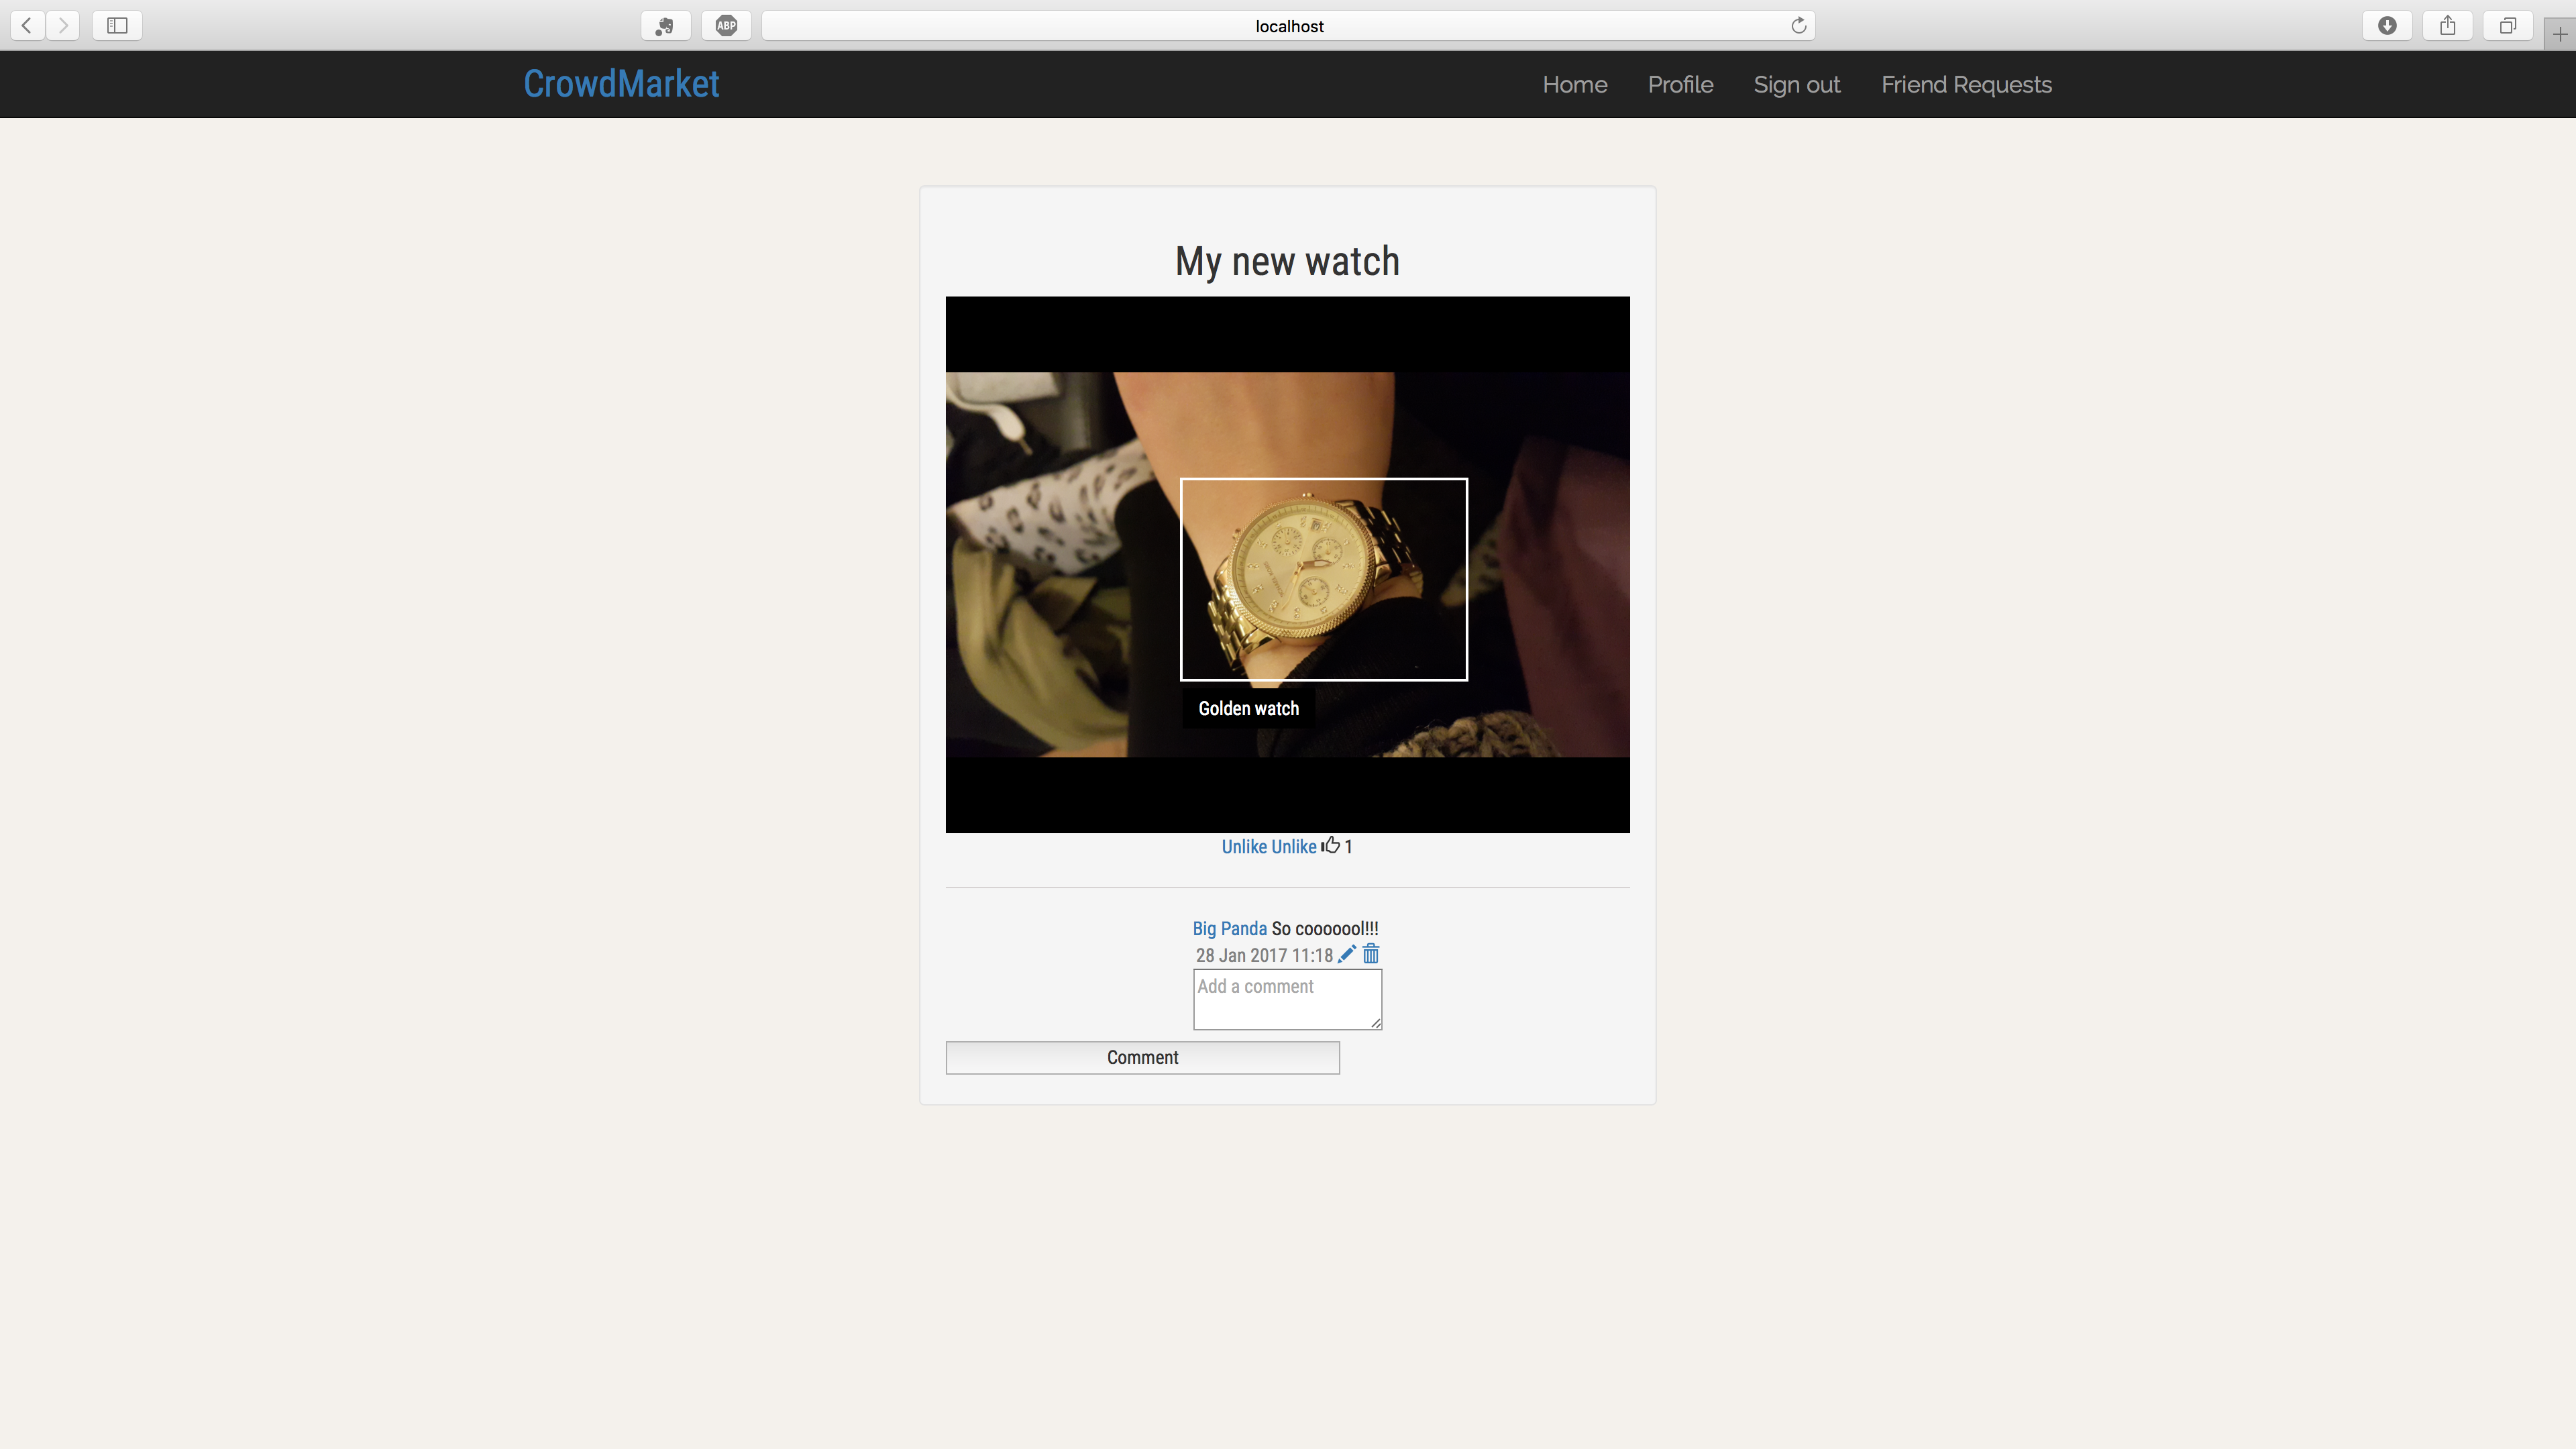 ABP
localhost
CrowdMarket
Home Profile Sign out Friend Requests
My new watch
Golden watch
Unlike Unlike 1
Big Panda So cooooool!!!
28 Jan 2017 11:18
Add a comment
Comment